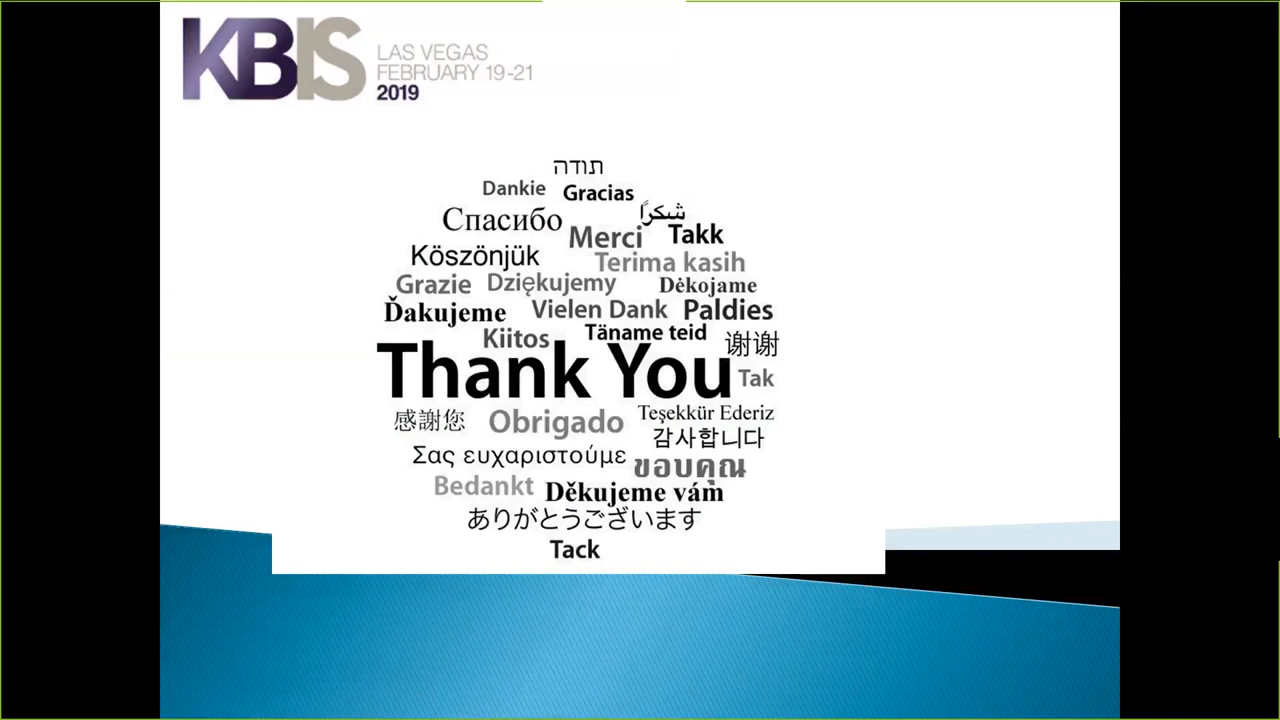 KBIS
LAS VEGAS
FEBRUARY 19-21
2019
תודה
Dankie
Gracias
شكراً
Спасибо
Merci
Takk
Köszönjük
Terima kasih
Grazie
Dziękujemy
Dėkojame
Ďakujeme
Vielen Dank
Paldies
Kiitos
Täname teid
谢谢
Thank You
Tak
感謝您
Obrigado
Teşekkür Ederiz
감사합니다
Σας ευχαριστούμε
ขอบคุณ
Bedankt
Děkujeme vám
ありがとうございます
Tack